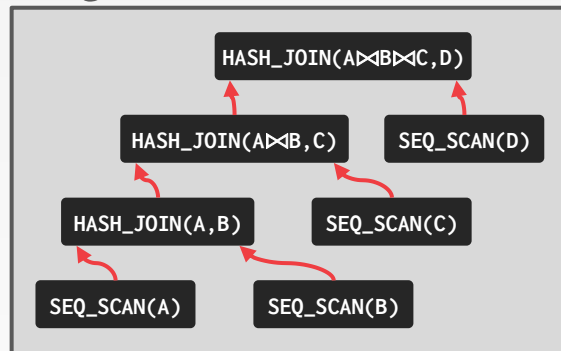 HASH_JOIN(A⨝B⨝C,D)
HASH_JOIN(A⨝B,C)
SEQ_SCAN(D)
HASH_JOIN(A,B)
SEQ_SCAN(C)
SEQ_SCAN(A)
SEQ_SCAN(B)